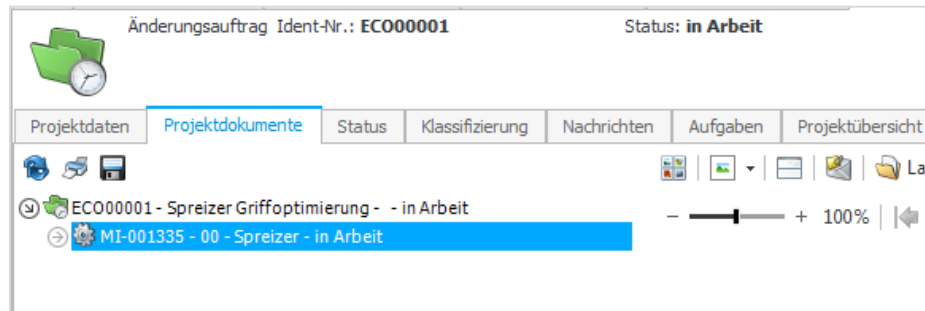 Änderungsauftrag Ident-Nr.: ECO00001 Status: in Arbeit
Projektdaten Projektdokumente Status Klassifizierung Nachrichten Aufgaben Projektübersicht
La
ECO00001 - Spreizer Griffoptimierung - - in Arbeit
- + 100%
MI-001335 - 00 - Spreizer - in Arbeit